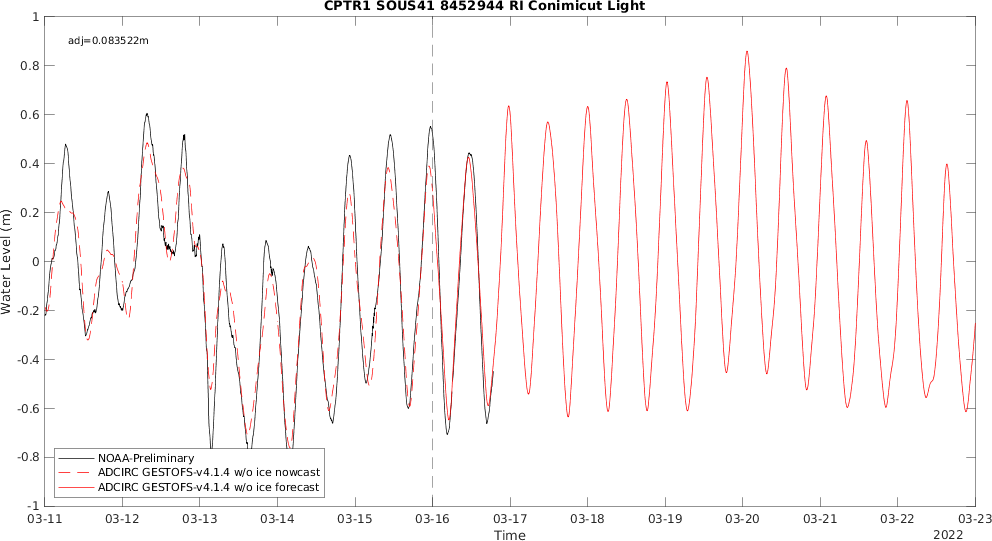 CPTR1 SOUS41 8452944 RI Conimicut Light
adj=0.083522m
1
0.8
0.6
0.4
0.2
0
-0.2
-0.4
-0.6
-0.8
-1
Water Level (m)
NOAA-Preliminary
ADCIRC GESTOFS-v4.1.4 w/o ice nowcast
ADCIRC GESTOFS-v4.1.4 w/o ice forecast
03-11 03-12 03-13 03-14 03-15 03-16 03-17 03-18 03-19 03-20 03-21 03-22 03-23
Time
2022